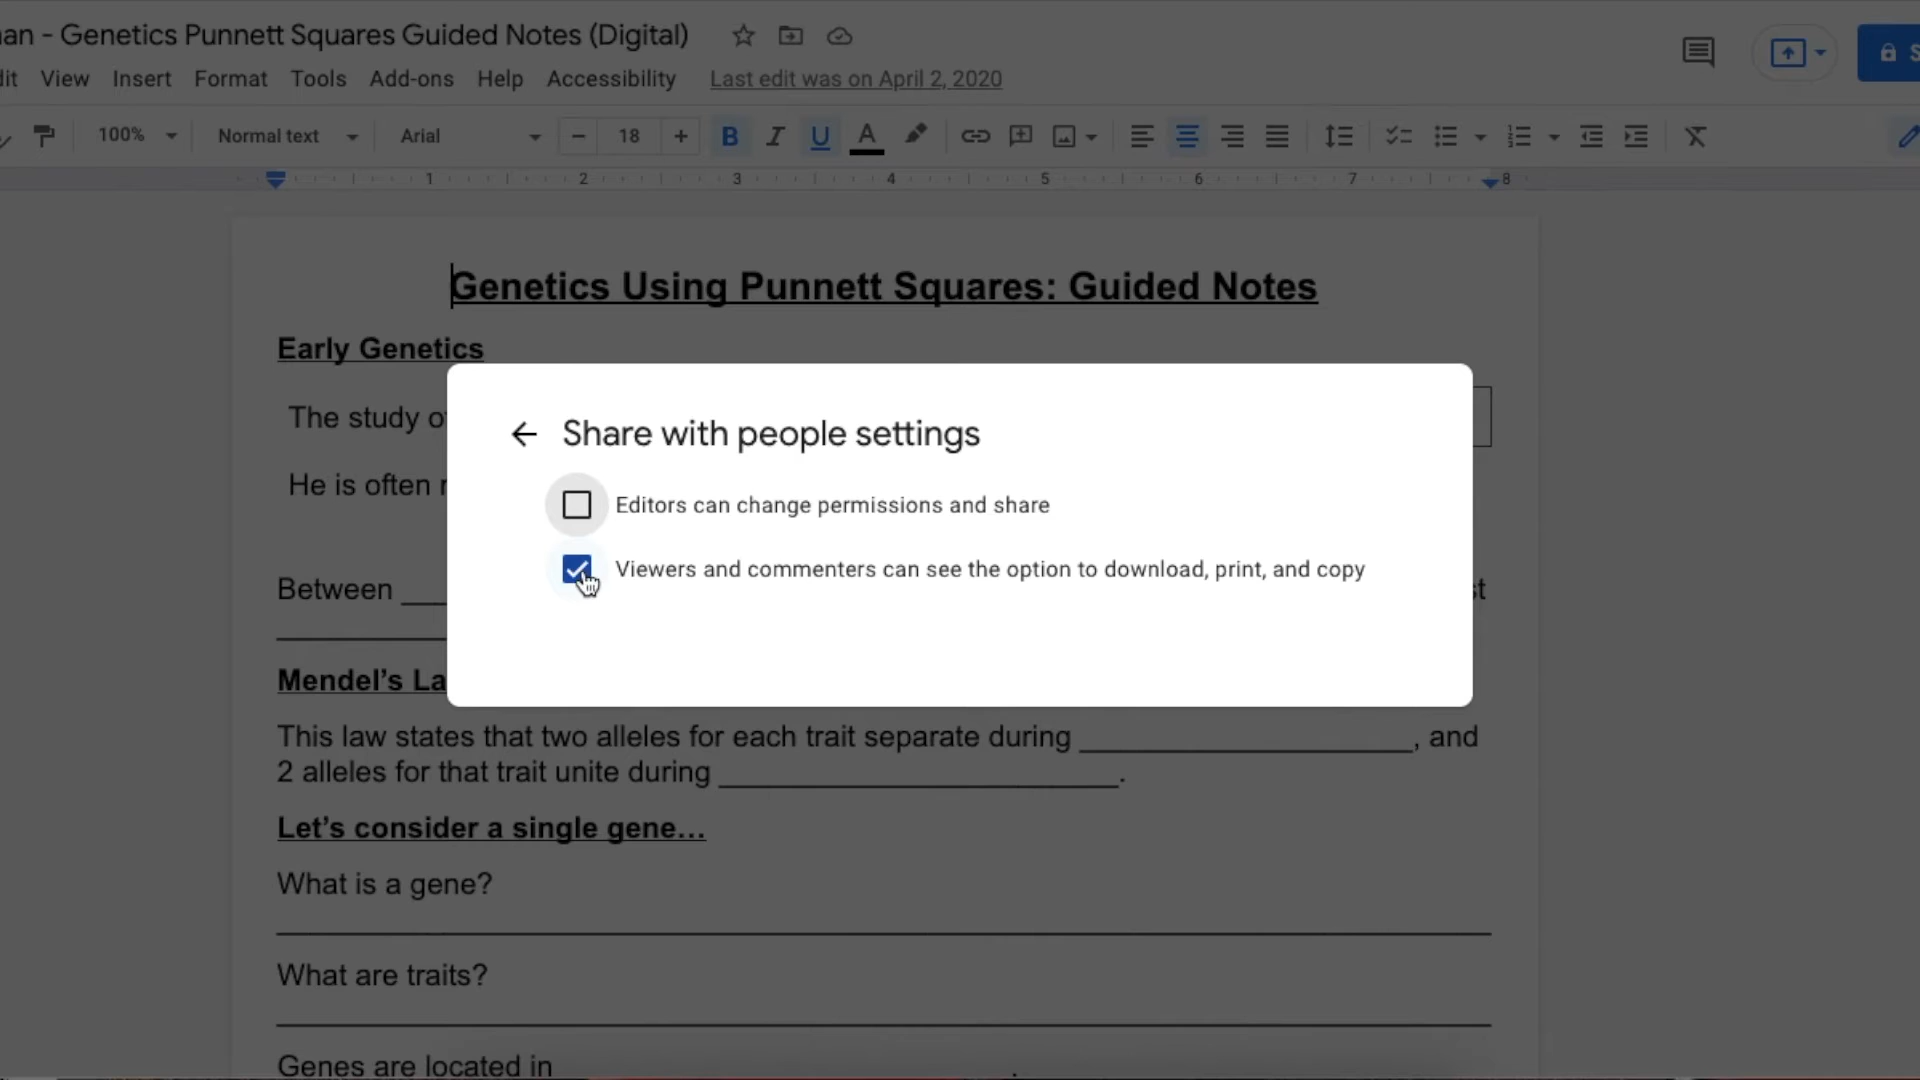 an - Genetics Punnett Squares Guided Notes (Digital)
dit View Insert Format Tools Add-ons Help Accessibility Last edit was on April 2, 2020
100% Normal text Arial - 18 + B I U A
1 2 3 4 5 6 7 8
Genetics Using Punnett Squares: Guided Notes
Early Genetics
The study o
He is often r
Share with people settings
Editors can change permissions and share
Viewers and commenters can see the option to download, print, and copy
Between ____ st
Mendel’s La
This law states that two alleles for each trait separate during ____________________, and
2 alleles for that trait unite during ________________________.
Let’s consider a single gene…
What is a gene?
What are traits?
Genes are located in ____________________________.